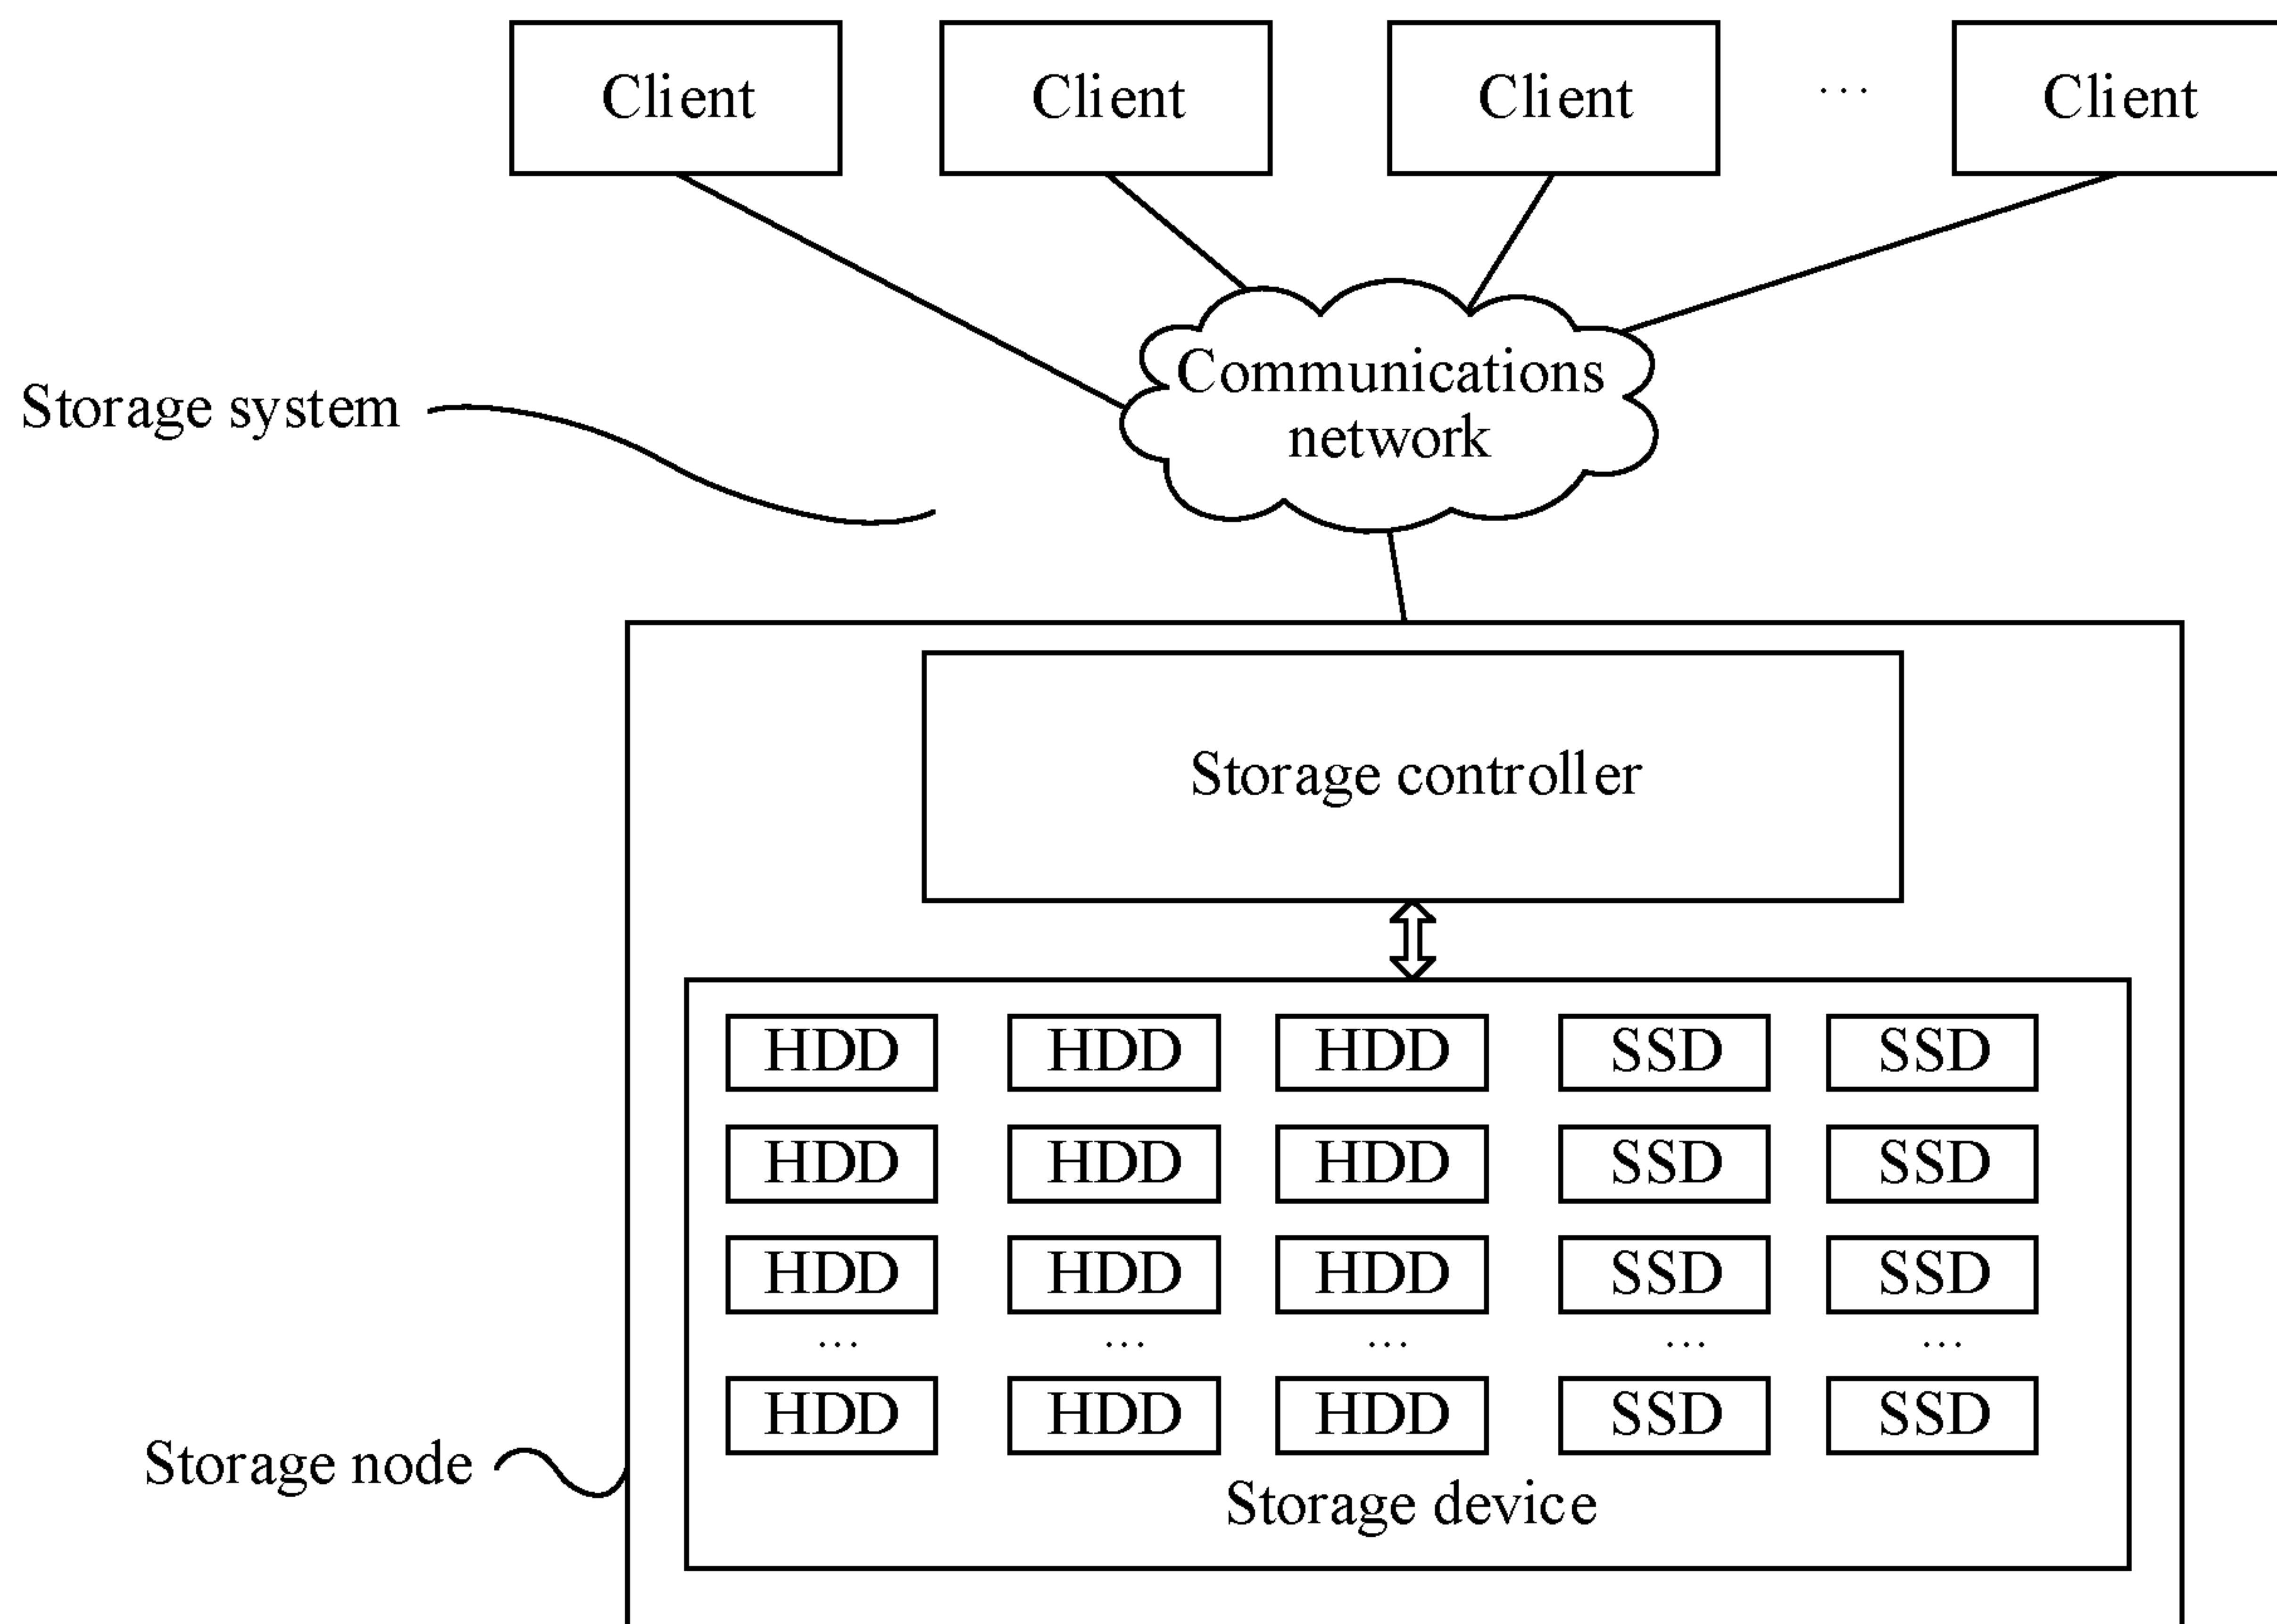 Client Client Client ... Client
Communications
network
Storage system
Storage controller
HDD HDD HDD SSD SSD
HDD HDD HDD SSD SSD
HDD HDD HDD SSD SSD
... ... ... ... ...
HDD HDD HDD SSD SSD
Storage node
Storage device